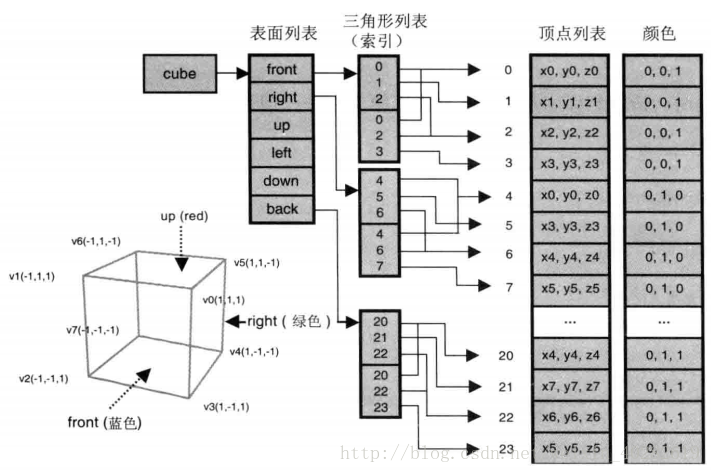 表面列表
三角形列表
（索引）
顶点列表
颜色
cube
front
right
up
left
down
back
0
1
2
0
2
3
4
5
6
4
6
7
20
21
22
20
22
23
0 x0, y0, z0 0, 0, 1
1 x1, y1, z1 0, 0, 1
2 x2, y2, z2 0, 0, 1
3 x3, y3, z3 0, 0, 1
4 x0, y0, z0 0, 1, 0
5 x3, y3, z3 0, 1, 0
6 x4, y4, z4 0, 1, 0
7 x5, y5, z5 0, 1, 0
... ...
20 x4, y4, z4 0, 1, 1
21 x7, y7, z7 0, 1, 1
22 x6, y6, z6 0, 1, 1
23 x5, y5, z5 0, 1, 1
up (red)
v6(-1,1,-1)
v5(1,1,-1)
v1(-1,1,1)
v0(1,1,1)
right ( 绿色 )
v7(-1,-1,-1)
v4(1,-1,-1)
v2(-1,-1,1)
v3(1,-1,1)
front (蓝色)
http://blog.csdn.ne